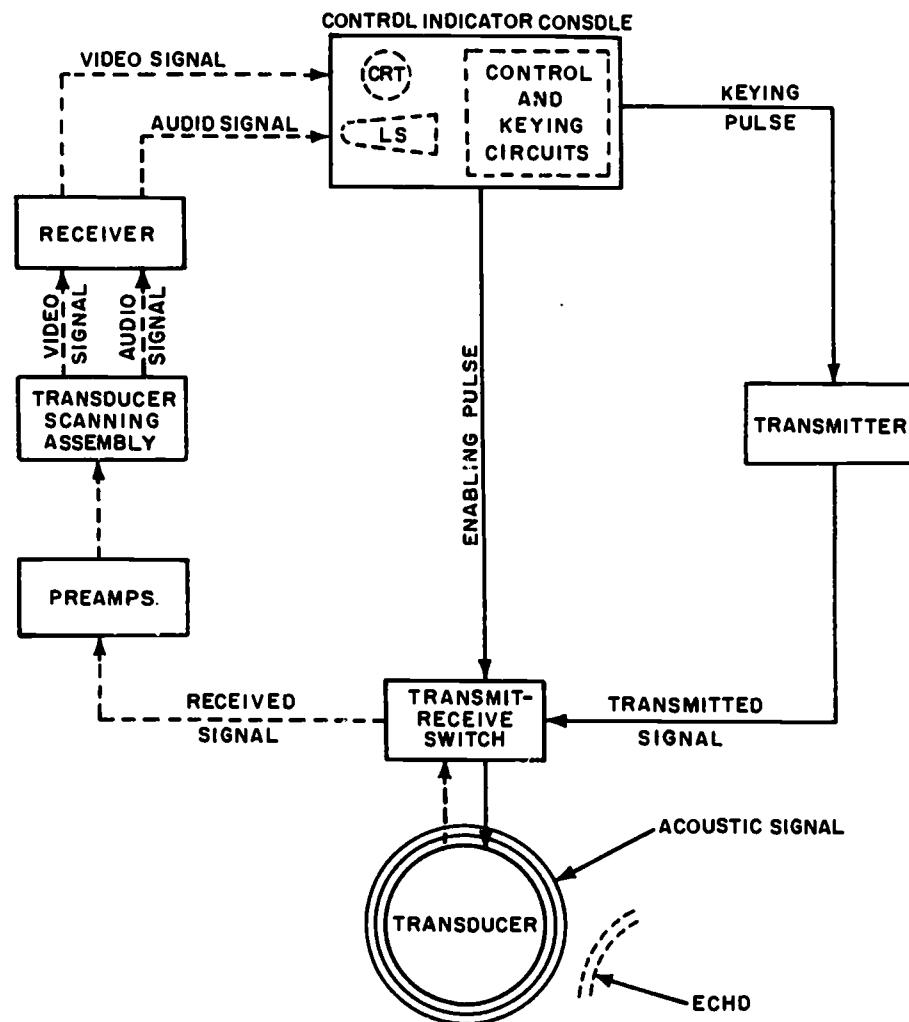 CONTROL INDICATOR CONSOLE
VIDEO SIGNAL
CRT
CONTROL
AND
KEYING
CIRCUITS
KEYING
PULSE
AUDIO SIGNAL
LS
RECEIVER
VIDEO
SIGNAL
AUDIO
SIGNAL
TRANSDUCER
SCANNING
ASSEMBLY
ENABLING PULSE
TRANSMITTER
PREAMPS.
RECEIVED
SIGNAL
TRANSMIT-
RECEIVE
SWITCH
TRANSMITTED
SIGNAL
ACOUSTIC SIGNAL
TRANSDUCER
ECHO